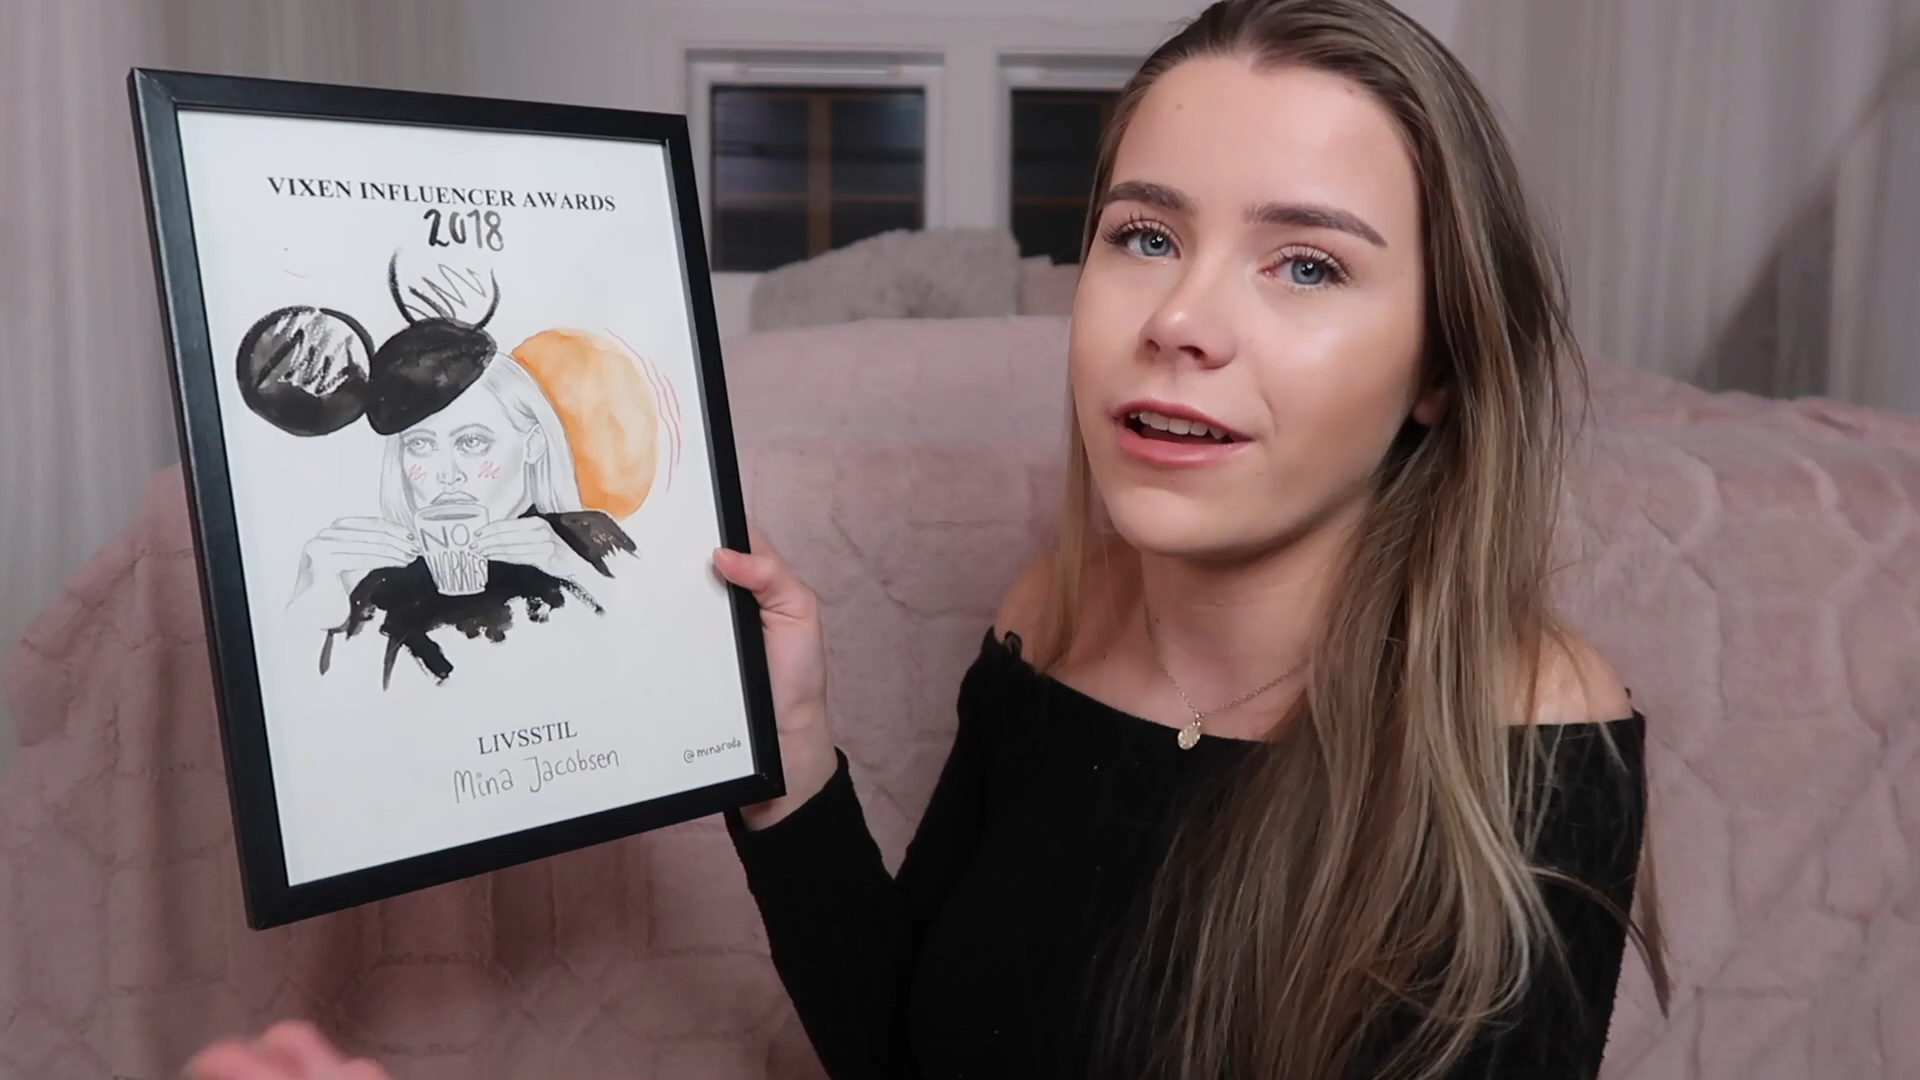 VIXEN INFLUENCER AWARDS
2018
NO
WORRIES
LIVSSTIL
Mina Jacobsen
@minaroda